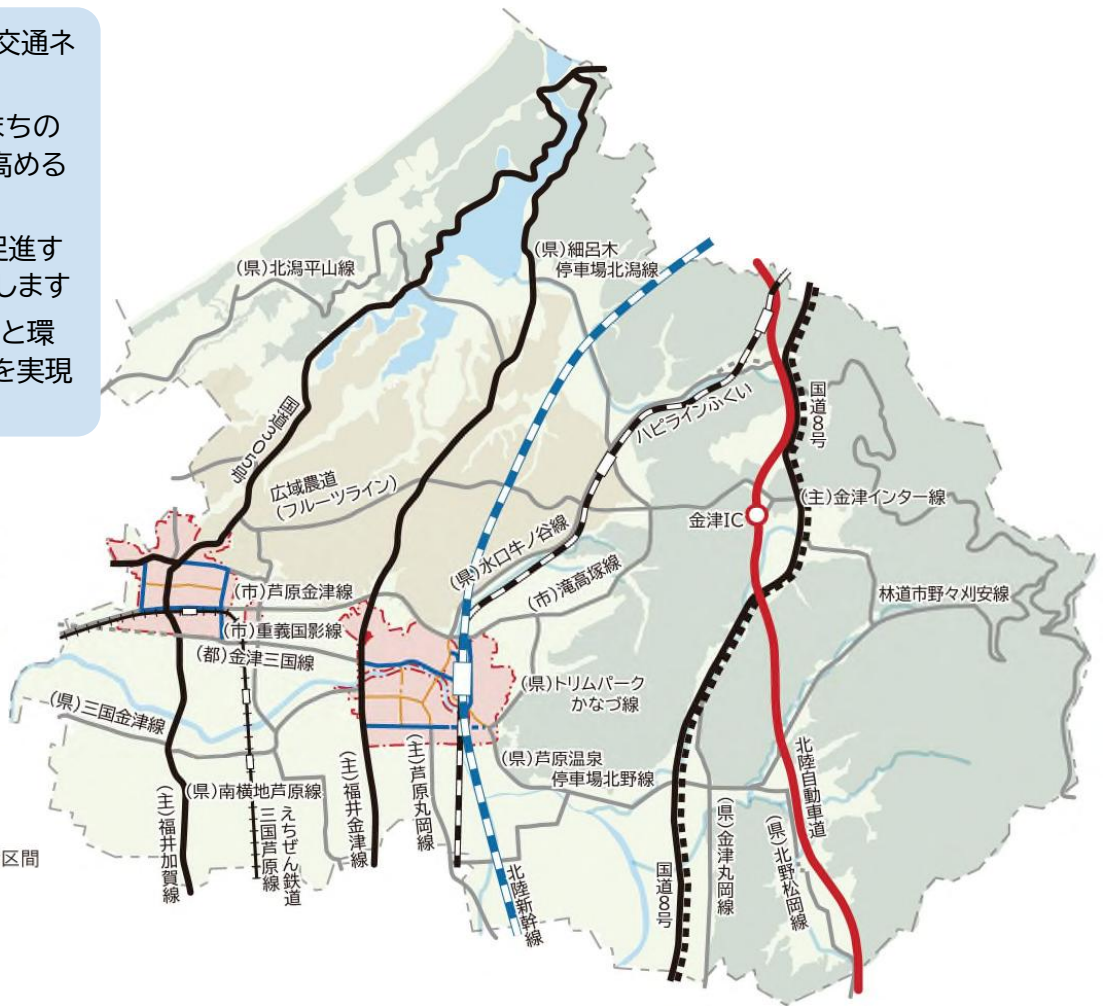 交通ネ
まちの
高める
促進す
します
と環
を実現
(県)北潟平山線
(県)細呂木
停車場北潟線
国道305号
ハピラインふくい
国道8号
広域農道
(フルーツライン)
(主)金津インター線
金津IC
(県)水口牛ノ谷線
(市)滝高塚線
(市)芦原金津線
林道市野々刈安線
(市)重義国影線
(都)金津三国線
(県)トリムパーク
かなづ線
(県)三国金津線
(県)芦原温泉
停車場北野線
(県)南横地芦原線
(主)福井加賀線
えちぜん鉄道
三国芦原線
(主)福井金津線
(主)芦原丸岡線
北陸新幹線
国道8号
(県)金津丸岡線
北陸自動車道
(県)北野松岡線
区間